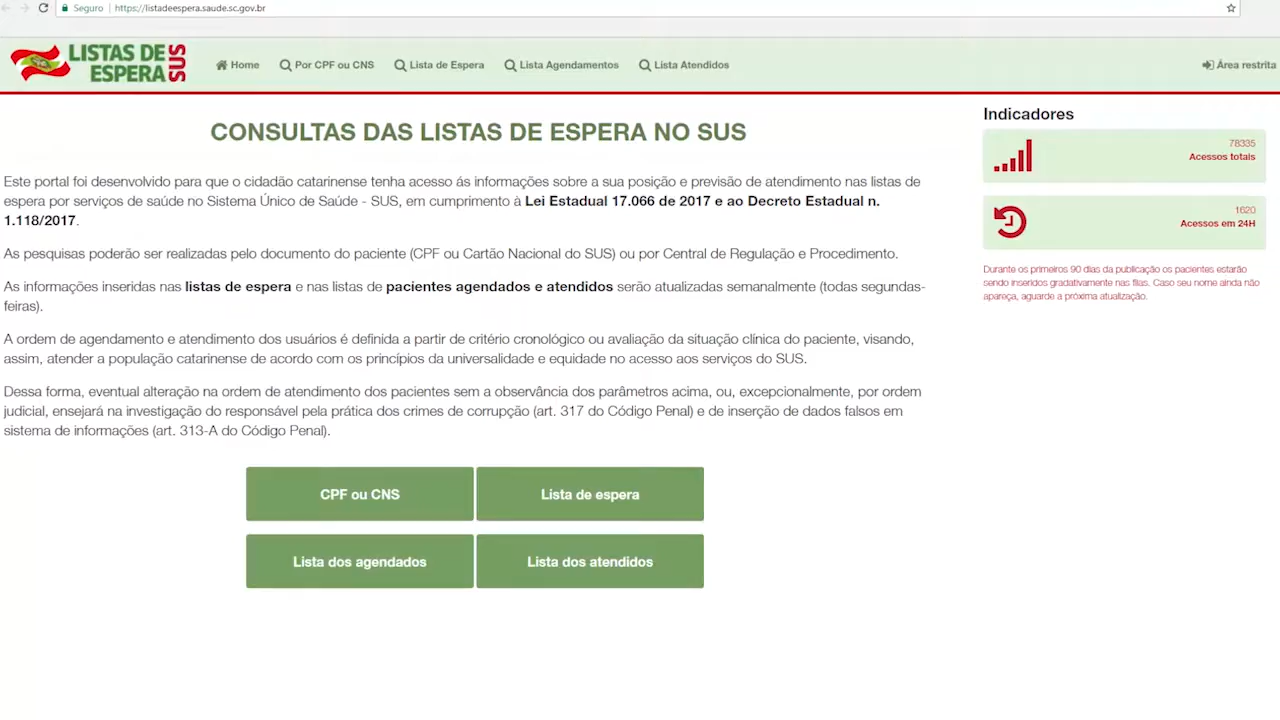 Seguro | https://listadeespera.saude.sc.gov.br
LISTAS DE ESPERA SUS
Home
Por CPF ou CNS
Lista de Espera
Lista Agendamentos
Lista Atendidos
Área restrita
CONSULTAS DAS LISTAS DE ESPERA NO SUS
Este portal foi desenvolvido para que o cidadão catarinense tenha acesso ás informações sobre a sua posição e previsão de atendimento nas listas de
espera por serviços de saúde no Sistema Único de Saúde - SUS, em cumprimento à Lei Estadual 17.066 de 2017 e ao Decreto Estadual n.
1.118/2017.
As pesquisas poderão ser realizadas pelo documento do paciente (CPF ou Cartão Nacional do SUS) ou por Central de Regulação e Procedimento.
As informações inseridas nas listas de espera e nas listas de pacientes agendados e atendidos serão atualizadas semanalmente (todas segundas-
feiras).
A ordem de agendamento e atendimento dos usuários é definida a partir de critério cronológico ou avaliação da situação clínica do paciente, visando,
assim, atender a população catarinense de acordo com os princípios da universalidade e equidade no acesso aos serviços do SUS.
Dessa forma, eventual alteração na ordem de atendimento dos pacientes sem a observância dos parâmetros acima, ou, excepcionalmente, por ordem
judicial, ensejará na investigação do responsável pela prática dos crimes de corrupção (art. 317 do Código Penal) e de inserção de dados falsos em
sistema de informações (art. 313-A do Código Penal).
CPF ou CNS
Lista de espera
Lista dos agendados
Lista dos atendidos
Indicadores
78335
Acessos totais
1620
Acessos em 24H
Durante os primeiros 90 dias da publicação os pacientes estarão
sendo inseridos gradativamente nas filas. Caso seu nome ainda não
apareça, aguarde a próxima atualização.